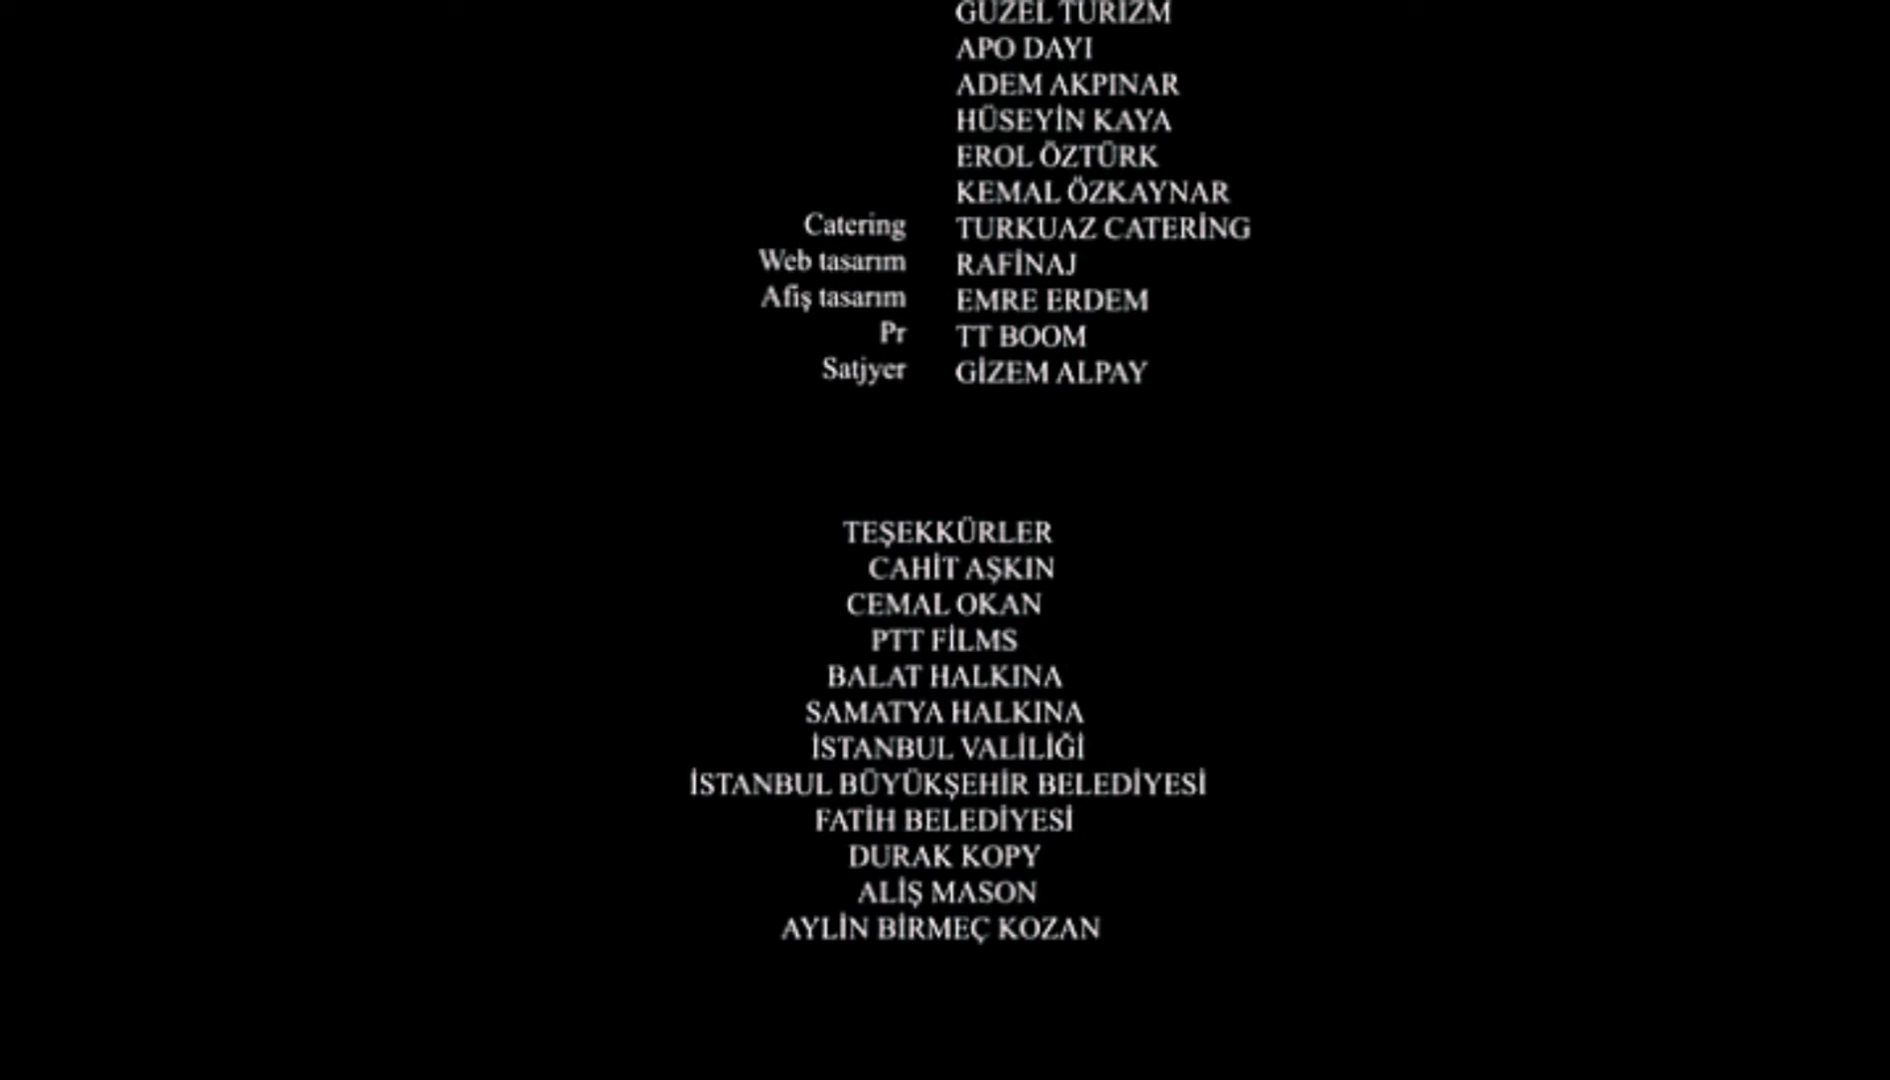 GÜZEL TURİZM
APO DAYI
ADEM AKPINAR
HÜSEYİN KAYA
EROL ÖZTÜRK
KEMAL ÖZKAYNAR
Catering TURKUAZ CATERİNG
Web tasarım RAFİNAJ
Afiş tasarım EMRE ERDEM
Pr TT BOOM
Satjyer GİZEM ALPAY
TEŞEKKÜRLER
CAHİT AŞKIN
CEMAL OKAN
PTT FİLMS
BALAT HALKINA
SAMATYA HALKINA
İSTANBUL VALİLİĞİ
İSTANBUL BÜYÜKŞEHİR BELEDİYESİ
FATİH BELEDİYESİ
DURAK KOPY
ALİŞ MASON
AYLİN BİRMEÇ KOZAN